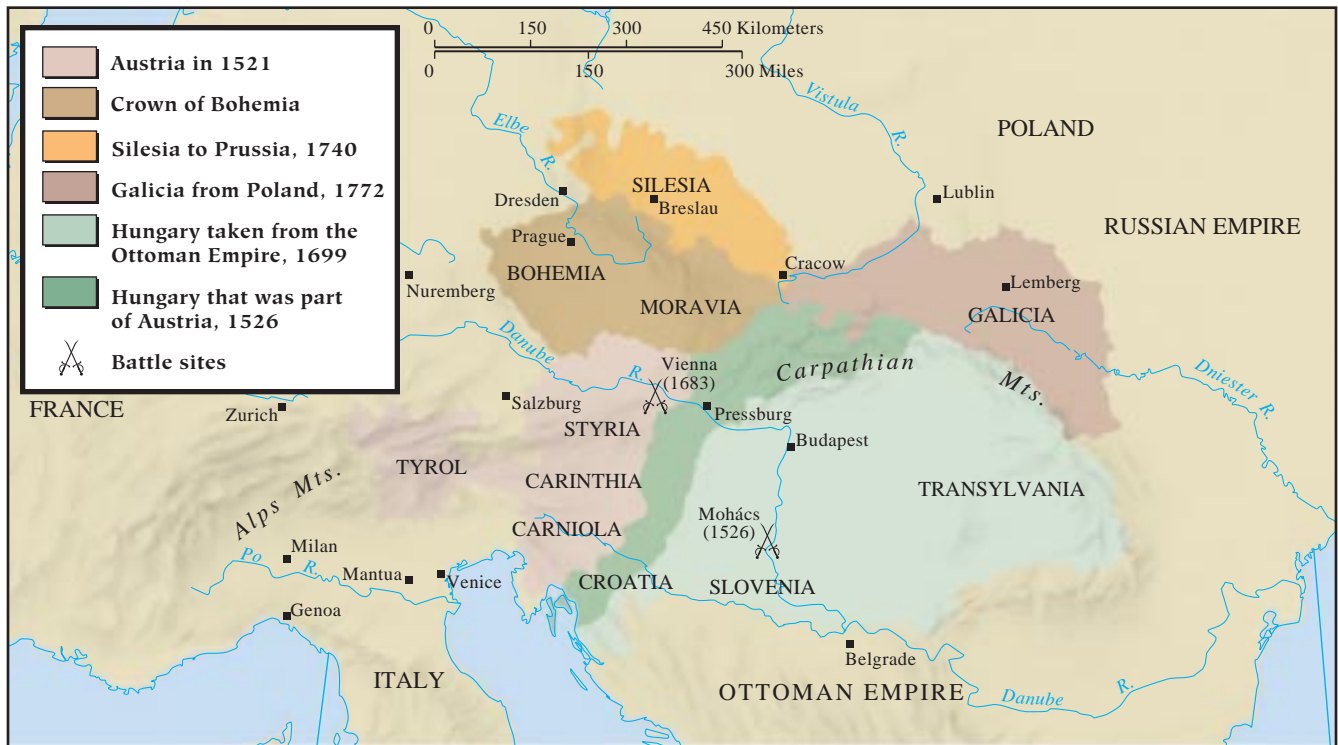 Austria in 1521
Crown of Bohemia
Silesia to Prussia, 1740
Galicia from Poland, 1772
Hungary taken from the
Ottoman Empire, 1699
Hungary that was part
of Austria, 1526
Battle sites
0 150 300 450 Kilometers
0 150 300 Miles
Vistula
R.
POLAND
Elbe
R.
SILESIA
Breslau
Dresden
Lublin
RUSSIAN EMPIRE
Prague
BOHEMIA
Cracow
Nuremberg
MORAVIA
Lemberg
GALICIA
Danube
R.
Vienna
(1683)
Carpathian
Mts.
Dniester R.
FRANCE
Zurich
Salzburg
Pressburg
STYRIA
Budapest
TYROL
CARINTHIA
TRANSYLVANIA
Alps Mts.
CARNIOLA
Mohács
(1526)
Milan
Po
R.
Mantua
Venice
CROATIA
SLOVENIA
Genoa
Belgrade
ITALY
OTTOMAN EMPIRE
Danube
R.